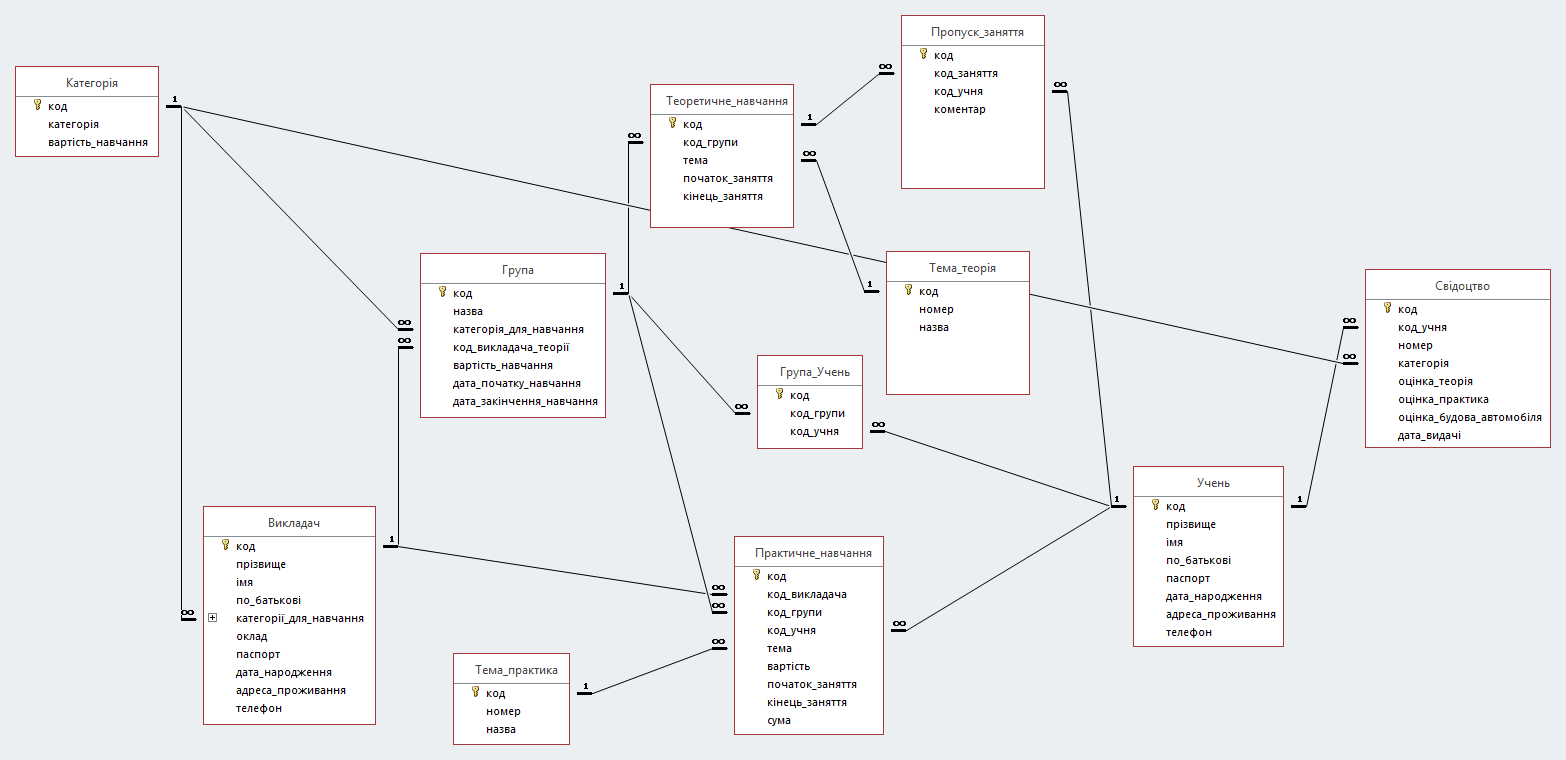 Категорія
код
категорія
вартість_навчання
1
Теоретичне_навчання
код
код_групи
тема
початок_заняття
кінець_заняття
∞
1
∞
Пропуск_заняття
код
код_заняття
код_учня
коментар
∞
∞
Група
код
назва
категорія_для_навчання
код_викладача_теорії
вартість_навчання
дата_початку_навчання
дата_закінчення_навчання
∞
∞
1
Тема_теорія
код
номер
назва
1
Група_Учень
код
код_групи
код_учня
∞
∞
Свідоцтво
код
код_учня
номер
категорія
оцінка_теорія
оцінка_практика
оцінка_будова_автомобіля
дата_видачі
∞
∞
Викладач
код
прізвище
імя
по_батькові
категорії_для_навчання
оклад
паспорт
дата_народження
адреса_проживання
телефон
∞
1
Тема_практика
код
номер
назва
1
Практичне_навчання
код
код_викладача
код_групи
код_учня
тема
вартість
початок_заняття
кінець_заняття
сума
∞
∞
∞
∞
Учень
код
прізвище
імя
по_батькові
паспорт
дата_народження
адреса_проживання
телефон
1
1